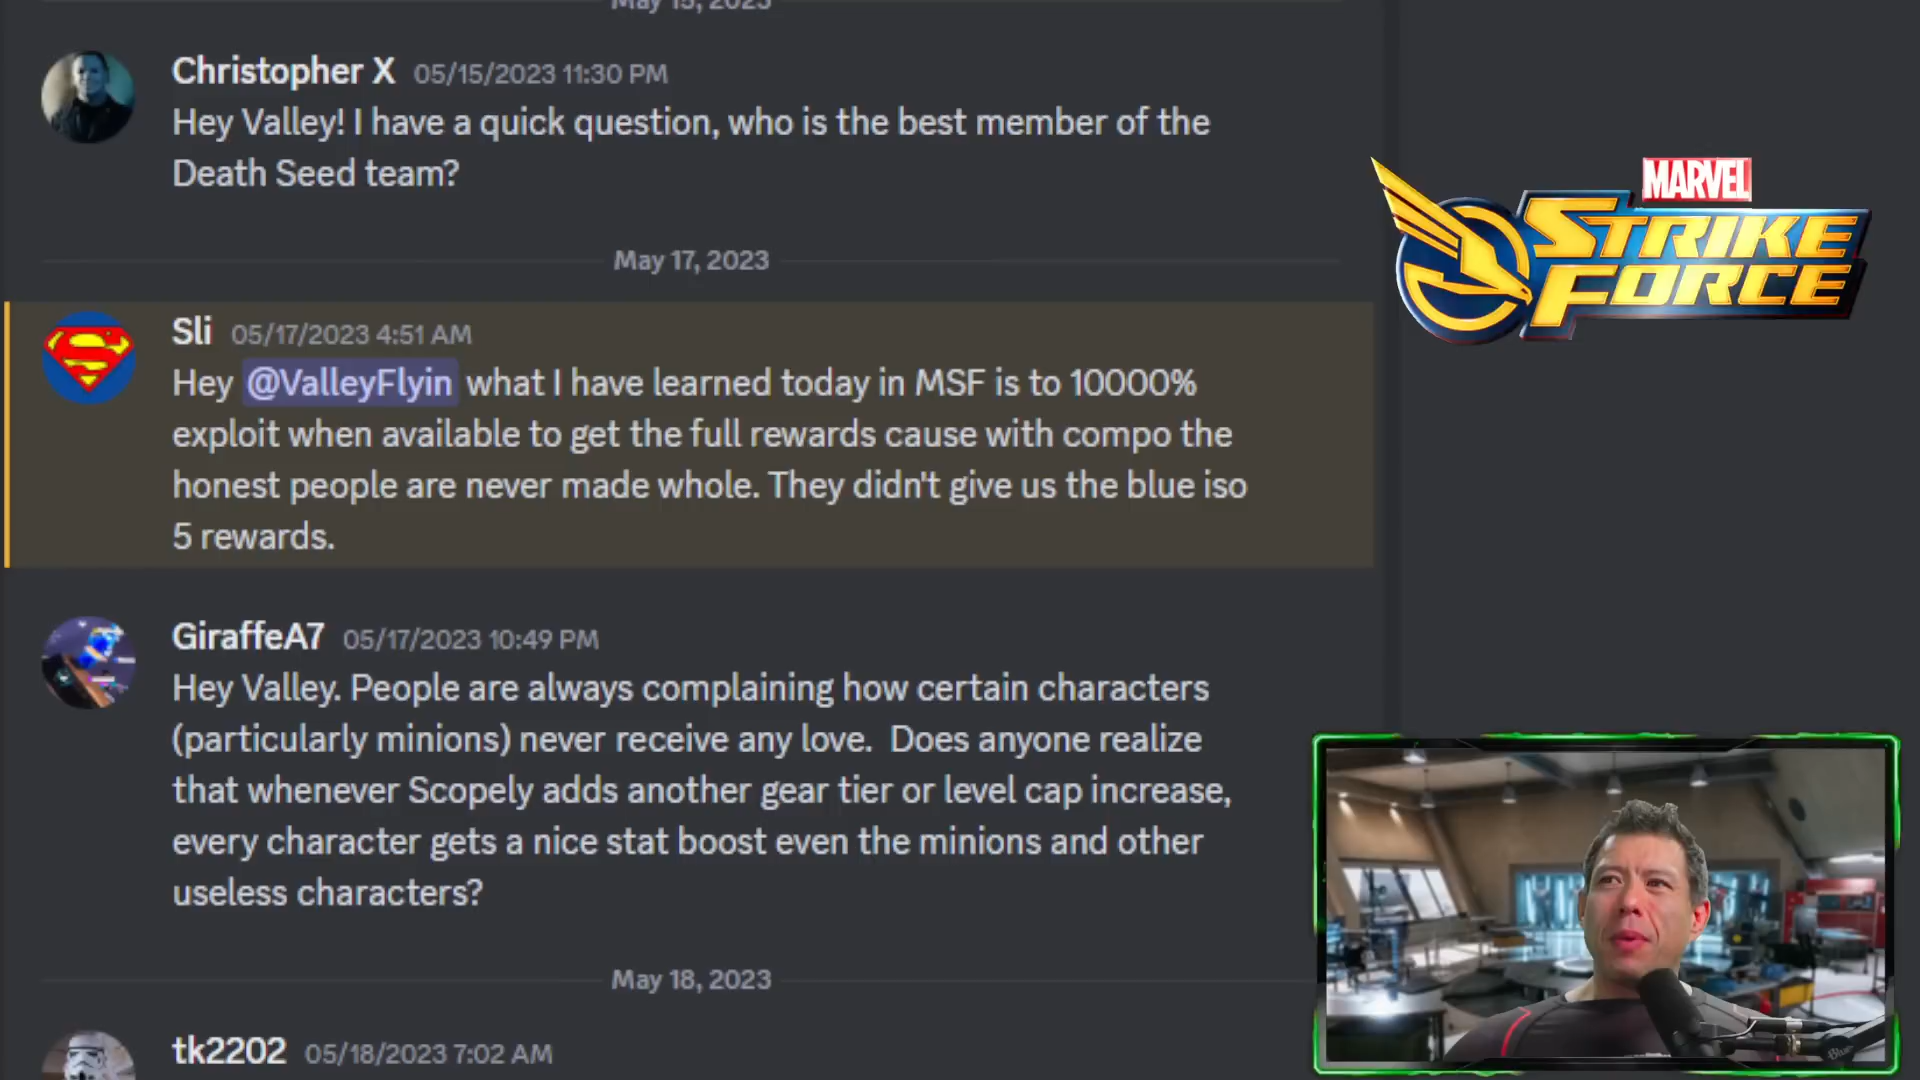 May 15, 2023
Christopher X 05/15/2023 11:30 PM
Hey Valley! I have a quick question, who is the best member of the
Death Seed team?
May 17, 2023
Sli 05/17/2023 4:51 AM
Hey @ValleyFlyin what I have learned today in MSF is to 10000%
exploit when available to get the full rewards cause with compo the
honest people are never made whole. They didn't give us the blue iso
5 rewards.
GiraffeA7 05/17/2023 10:49 PM
Hey Valley. People are always complaining how certain characters
(particularly minions) never receive any love.  Does anyone realize
that whenever Scopely adds another gear tier or level cap increase,
every character gets a nice stat boost even the minions and other
useless characters?
May 18, 2023
tk2202 05/18/2023 7:02 AM
MARVEL
STRIKE
FORCE
Blue